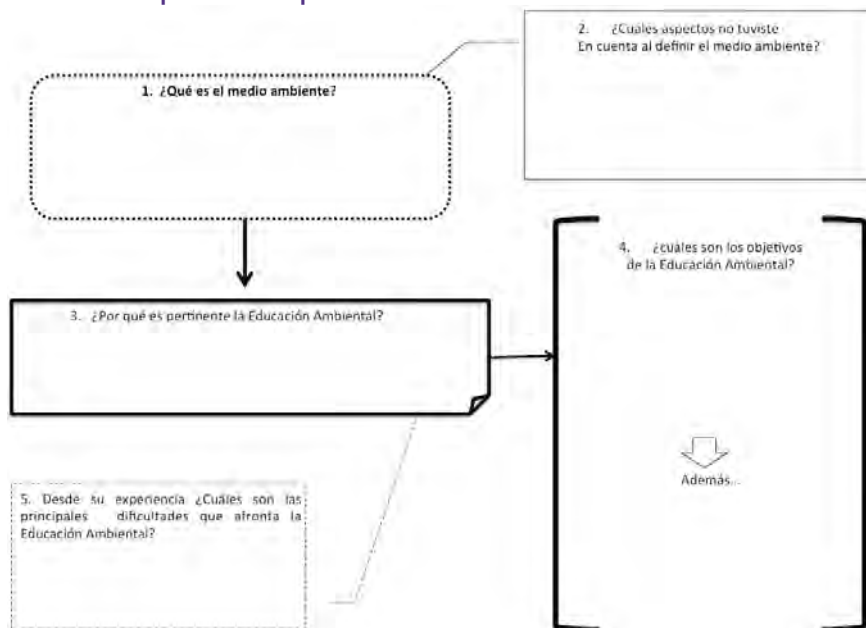 1. ¿Qué es el medio ambiente?
2. ¿Cuales aspectos no tuviste
En cuenta al definir el medio ambiente?
3. ¿Por qué es pertinente la Educación Ambiental?
4. ¿cuales son los objetivos
de la Educación Ambiental?
Además...
5. Desde su experiencia ¿Cuáles son las
principales dificultades que afronta la
Educación Ambiental?